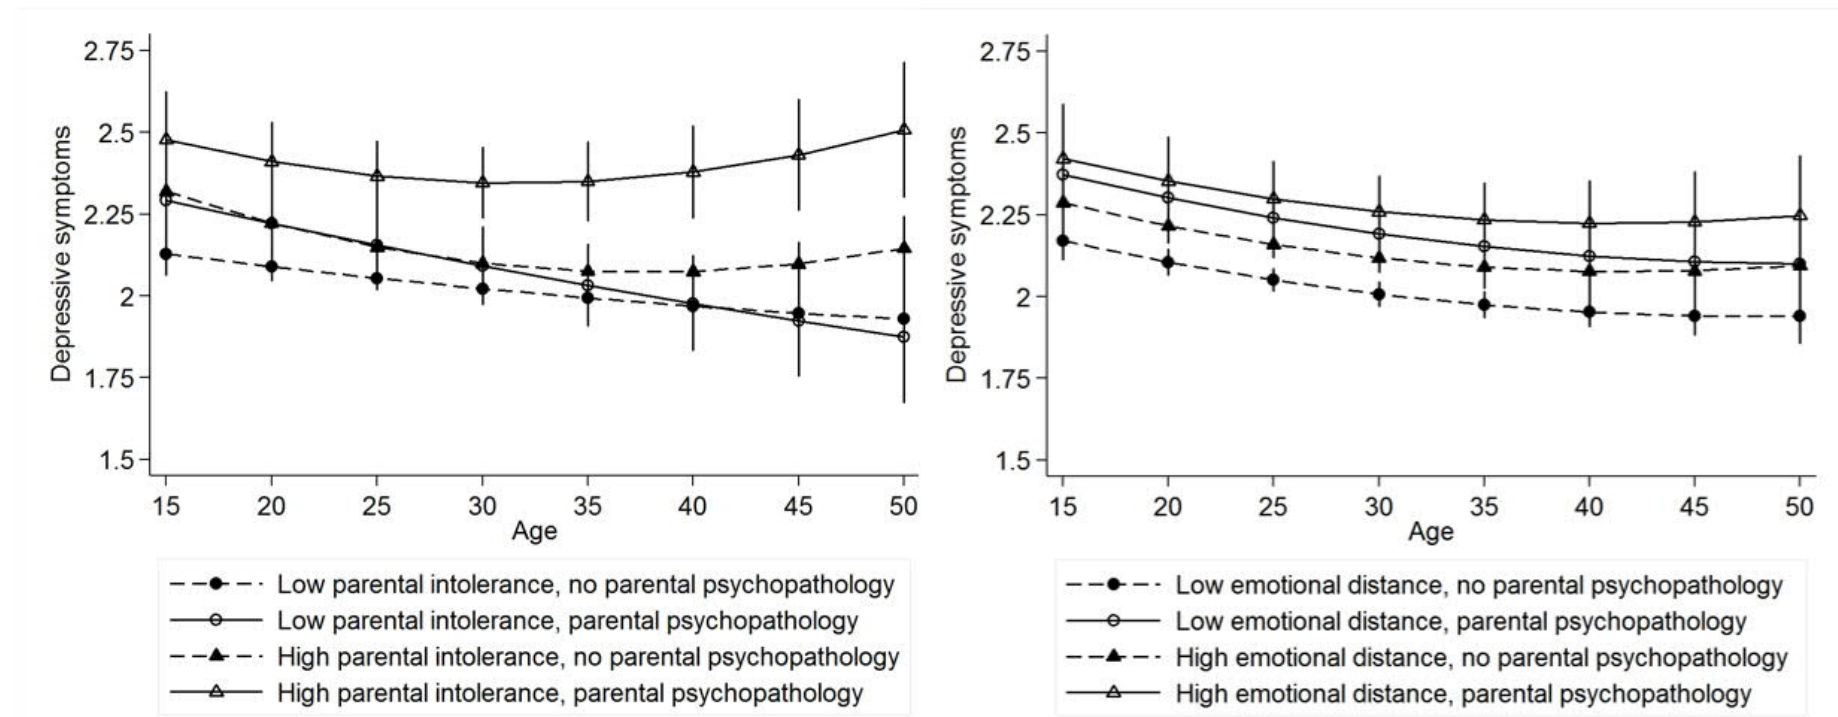 2.75
2.5
2.25
2
1.75
1.5
Depressive symptoms
15 20 25 30 35 40 45 50
Age
Low parental intolerance, no parental psychopathology
Low parental intolerance, parental psychopathology
High parental intolerance, no parental psychopathology
High parental intolerance, parental psychopathology
2.75
2.5
2.25
2
1.75
1.5
Depressive symptoms
15 20 25 30 35 40 45 50
Age
Low emotional distance, no parental psychopathology
Low emotional distance, parental psychopathology
High emotional distance, no parental psychopathology
High emotional distance, parental psychopathology